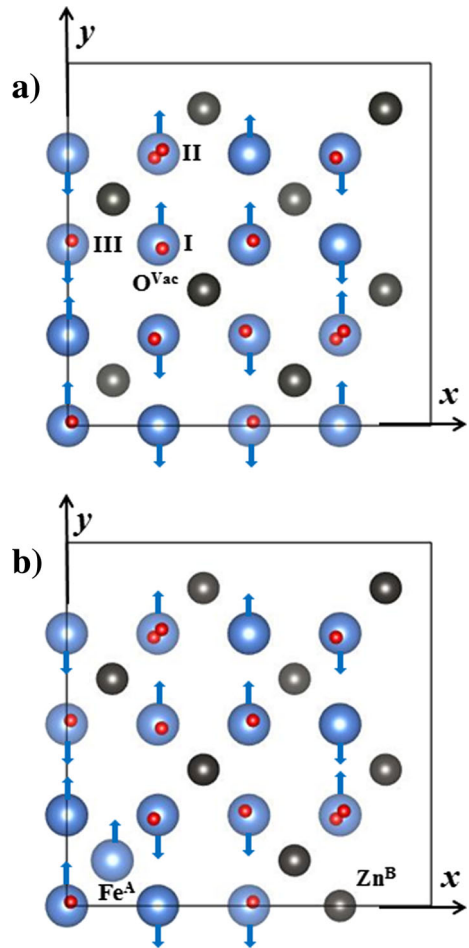 y
a)
II
III I
O^Vac
x
y
b)
Fe^A Zn^B
x